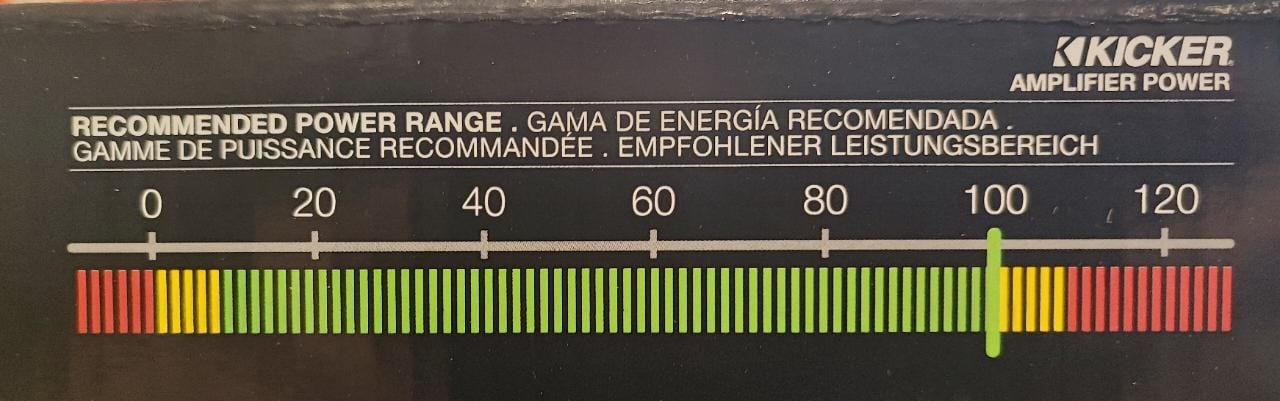 KICKER
AMPLIFIER POWER
RECOMMENDED POWER RANGE . GAMA DE ENERGÍA RECOMENDADA .
GAMME DE PUISSANCE RECOMMANDÉE . EMPFOHLENER LEISTUNGSBEREICH
0 20 40 60 80 100 120